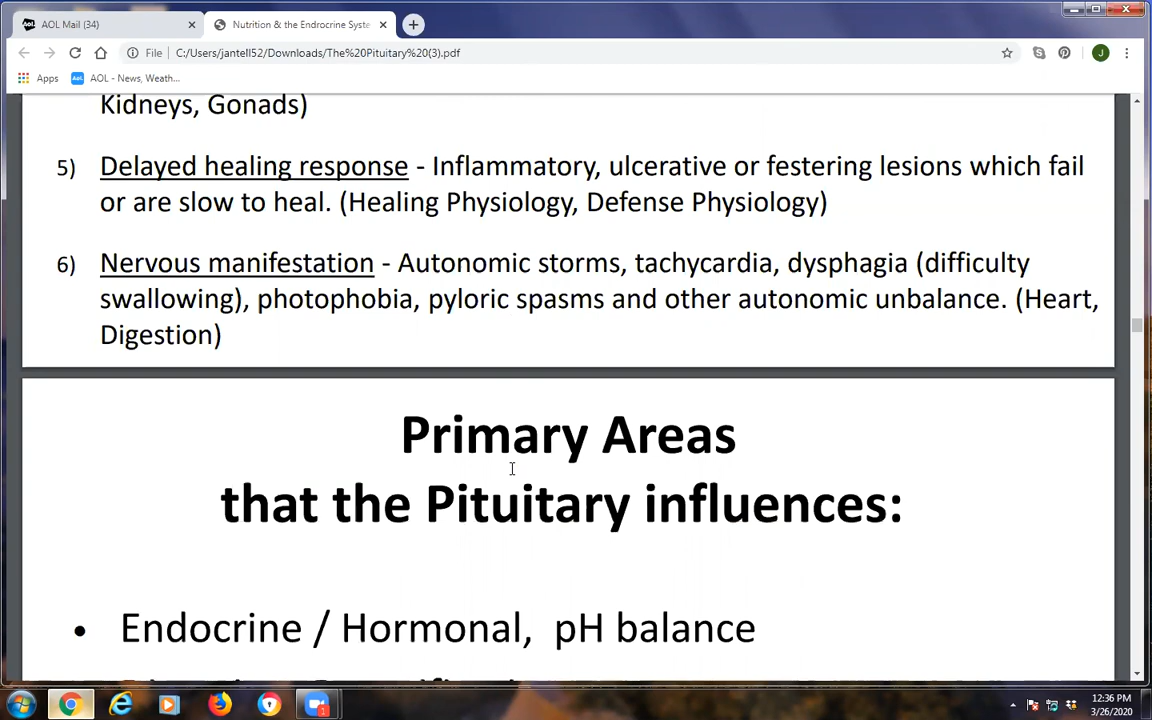 AOL Mail (34)
Nutrition & the Endocrine Syste
File C:/Users/jantell52/Downloads/The%20Pituitary%20(3).pdf
J
Apps AOL - News, Weath...
Kidneys, Gonads)
5) Delayed healing response - Inflammatory, ulcerative or festering lesions which fail
or are slow to heal. (Healing Physiology, Defense Physiology)
6) Nervous manifestation - Autonomic storms, tachycardia, dysphagia (difficulty
swallowing), photophobia, pyloric spasms and other autonomic unbalance. (Heart,
Digestion)
Primary Areas
that the Pituitary influences:
• Endocrine / Hormonal, pH balance
12:36 PM
3/26/2020